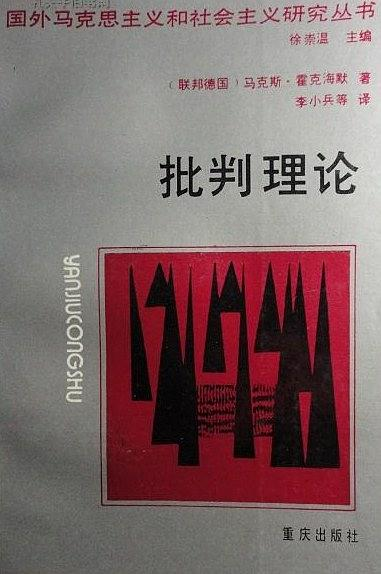 国外马克思主义和社会主义研究丛书
徐崇温 主编
（联邦德国）马克斯·霍克海默 著
李小兵等 译
批判理论
YANJIUCONGSHU
重庆出版社